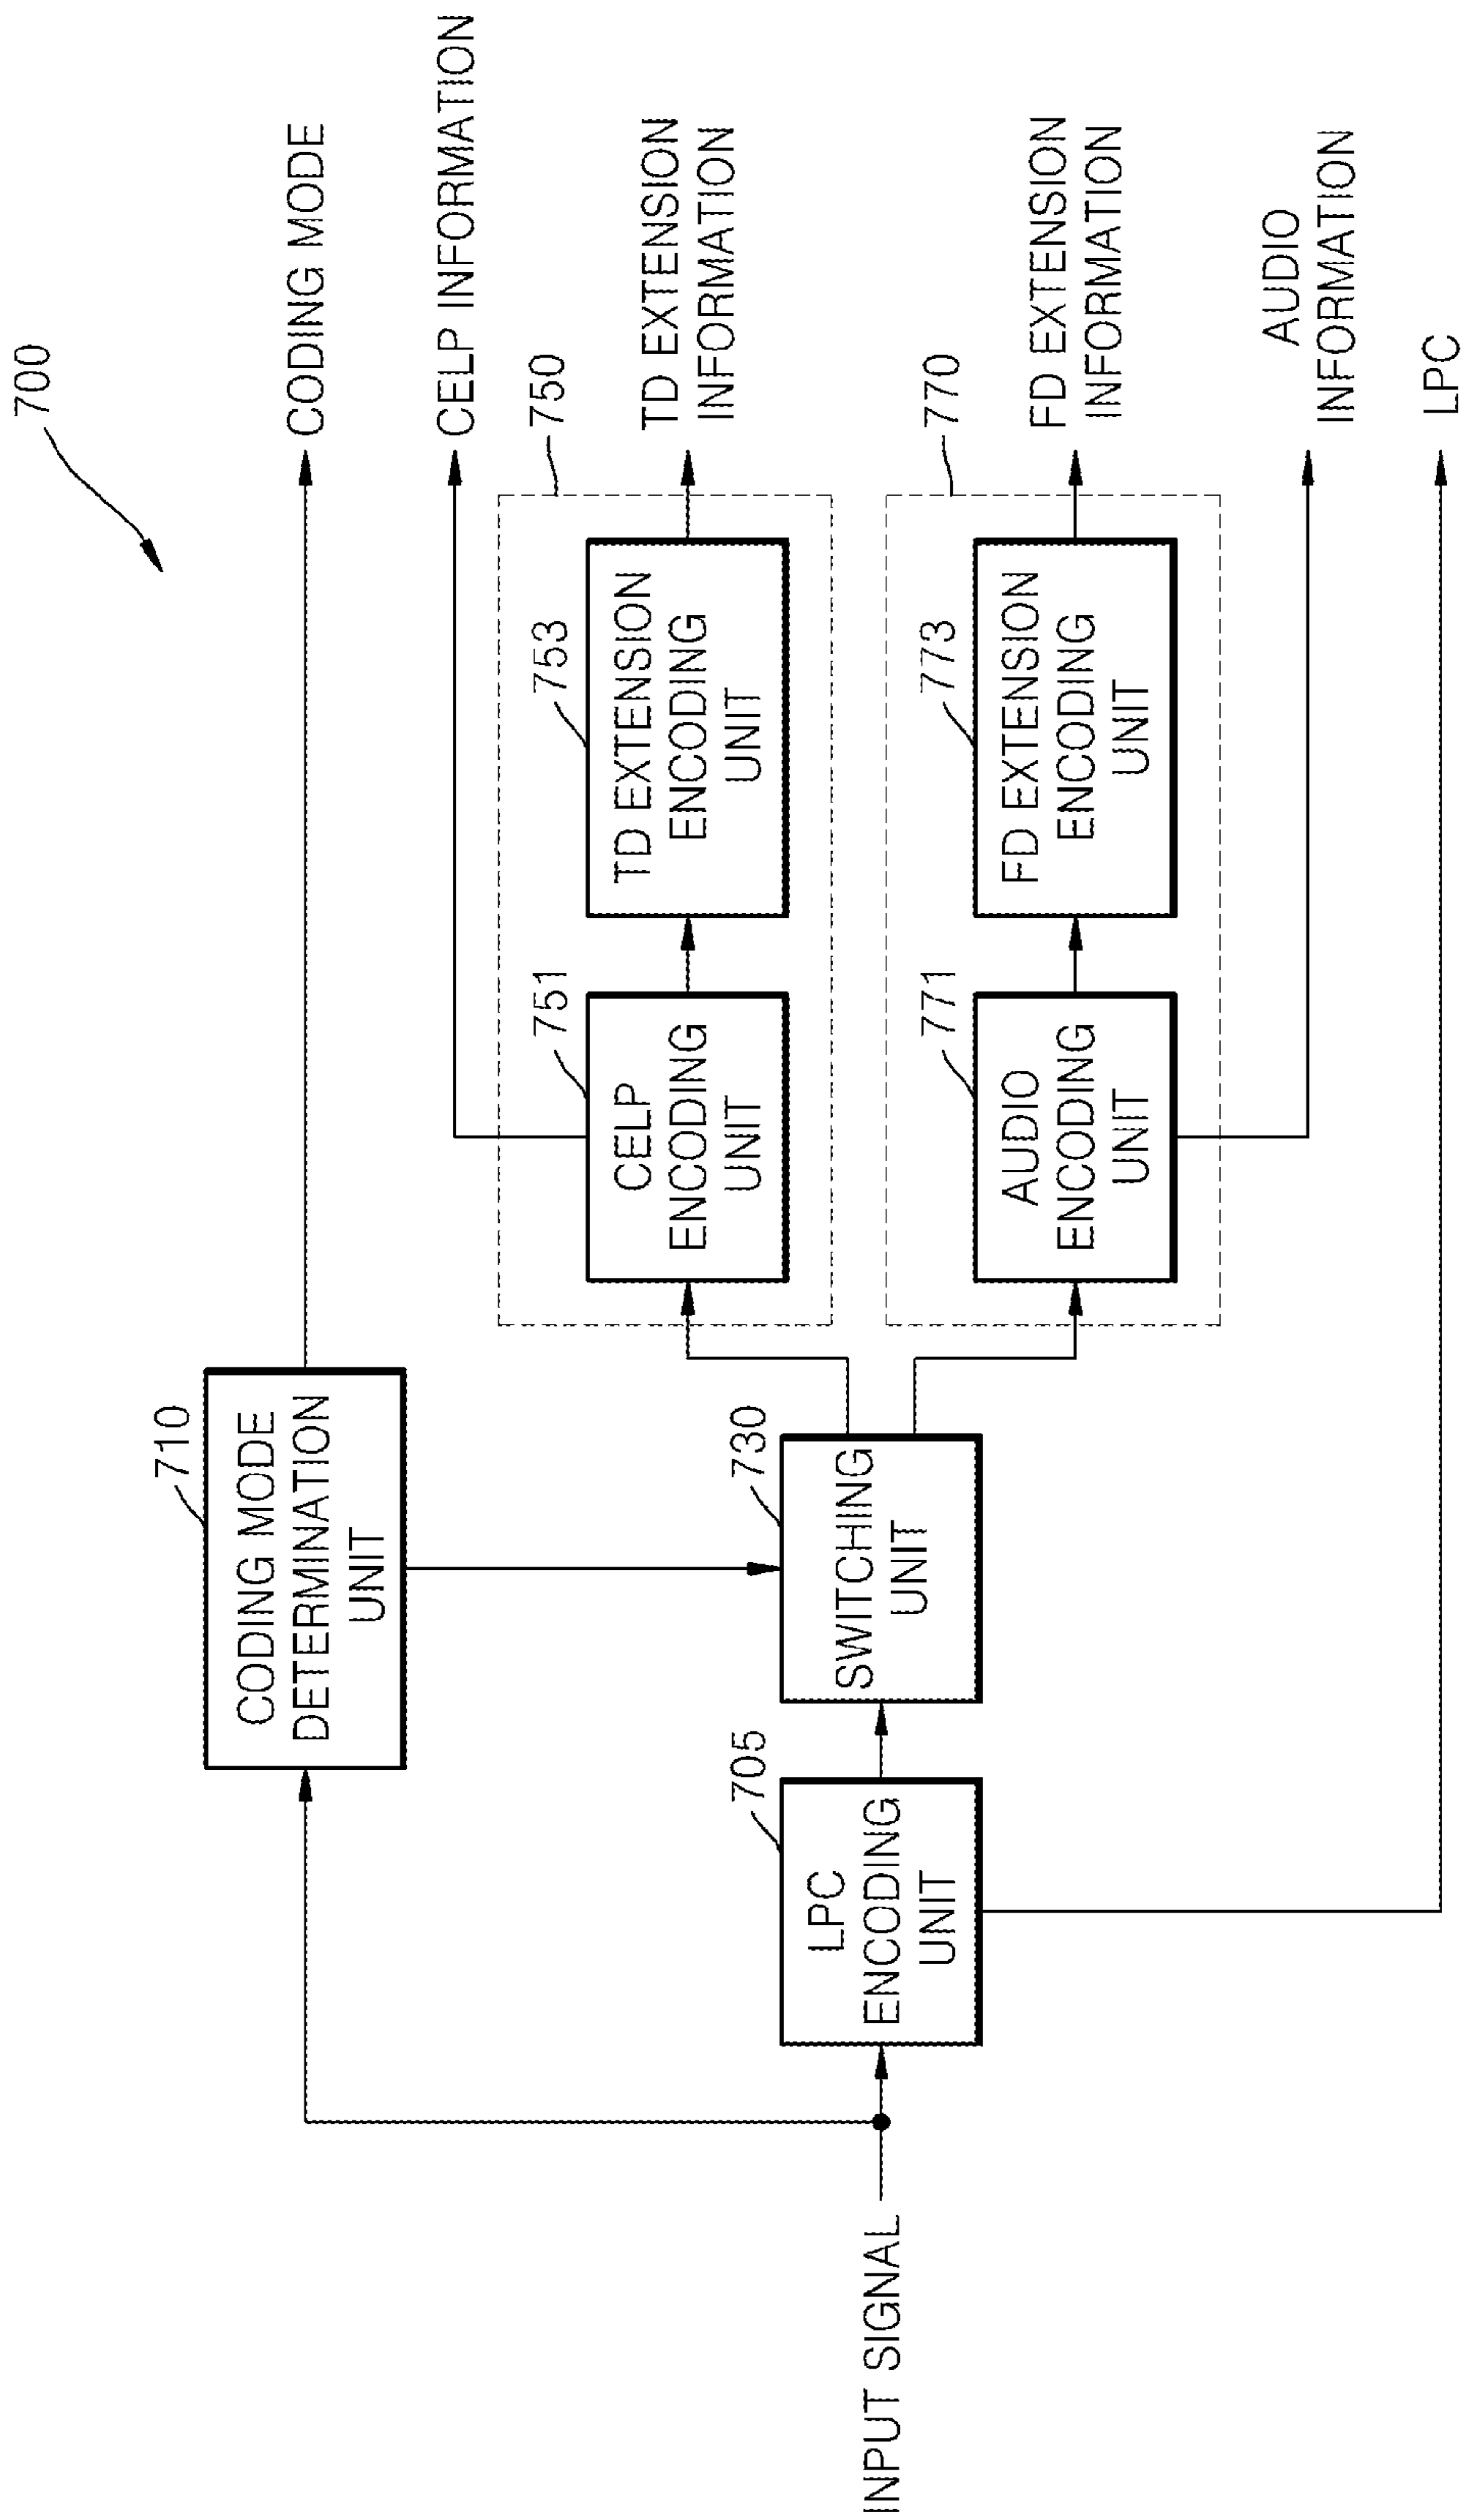 700
710
CODING MODE
DETERMINATION
UNIT
CODING MODE
CELP INFORMATION
750
751
CELP
ENCODING
UNIT
753
TD EXTENSION
ENCODING
UNIT
TD EXTENSION
INFORMATION
INPUT SIGNAL
705
LPC
ENCODING
UNIT
730
SWITCHING
UNIT
770
771
AUDIO
ENCODING
UNIT
773
FD EXTENSION
ENCODING
UNIT
FD EXTENSION
INFORMATION
AUDIO
INFORMATION
LPC